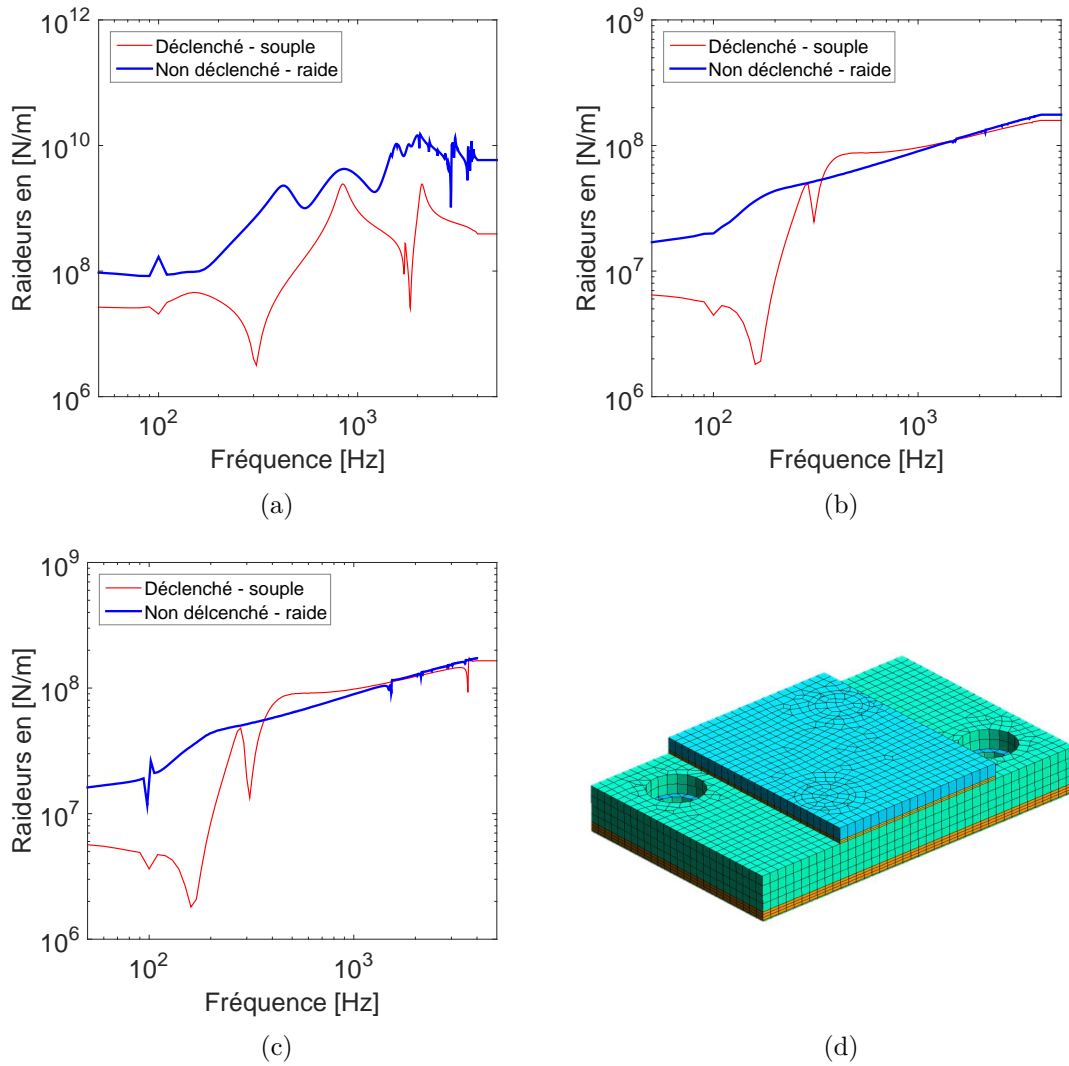 10^12
10^10
10^8
10^6
Raideurs en [N/m]
Déclenché - souple
Non déclenché - raide
10^2
10^3
Fréquence [Hz]
(a)
10^9
10^8
10^7
10^6
Raideurs en [N/m]
Déclenché - souple
Non déclenché - raide
10^2
10^3
Fréquence [Hz]
(b)
10^9
10^8
10^7
10^6
Raideurs en [N/m]
Déclenché - souple
Non délcenché - raide
10^2
10^3
Fréquence [Hz]
(c)
(d)